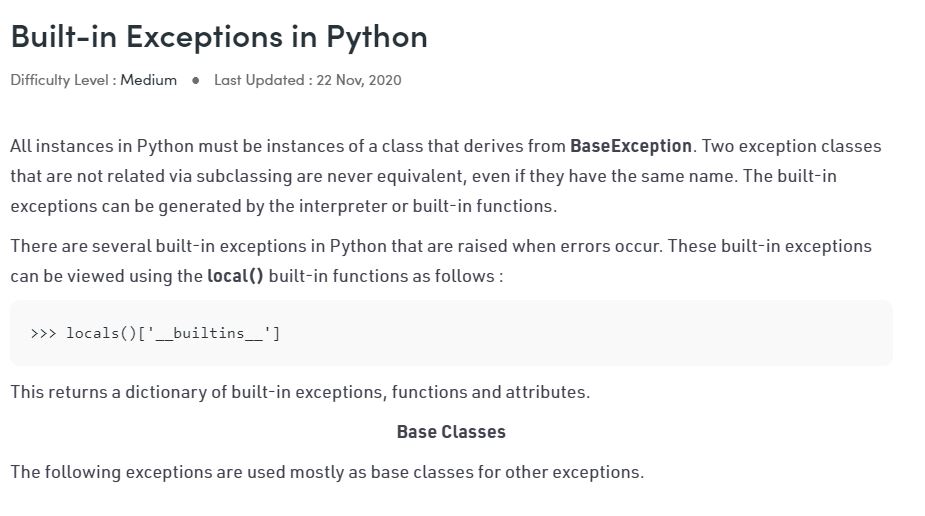 Built-in Exceptions in Python
Difficulty Level : Medium ● Last Updated : 22 Nov, 2020
All instances in Python must be instances of a class that derives from BaseException. Two exception classes
that are not related via subclassing are never equivalent, even if they have the same name. The built-in
exceptions can be generated by the interpreter or built-in functions.
There are several built-in exceptions in Python that are raised when errors occur. These built-in exceptions
can be viewed using the local() built-in functions as follows :
>>> locals()['__builtins__']
This returns a dictionary of built-in exceptions, functions and attributes.
Base Classes
The following exceptions are used mostly as base classes for other exceptions.